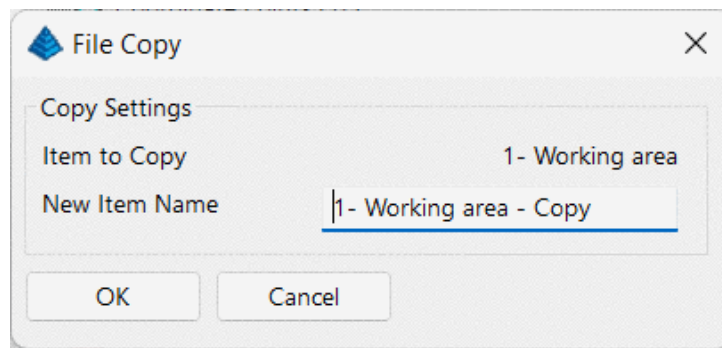 File Copy
Copy Settings
Item to Copy 1- Working area
New Item Name 1- Working area - Copy
OK Cancel